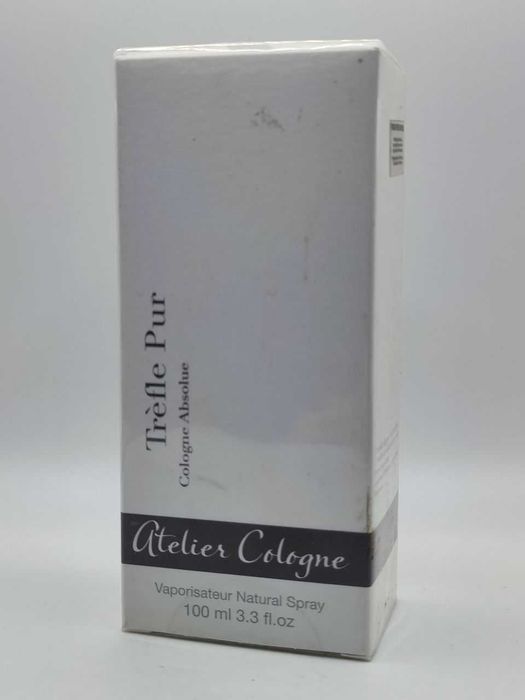 Trèfle Pur
Cologne Absolue
Atelier Cologne
Vaporisateur Natural Spray
100 ml 3.3 fl.oz